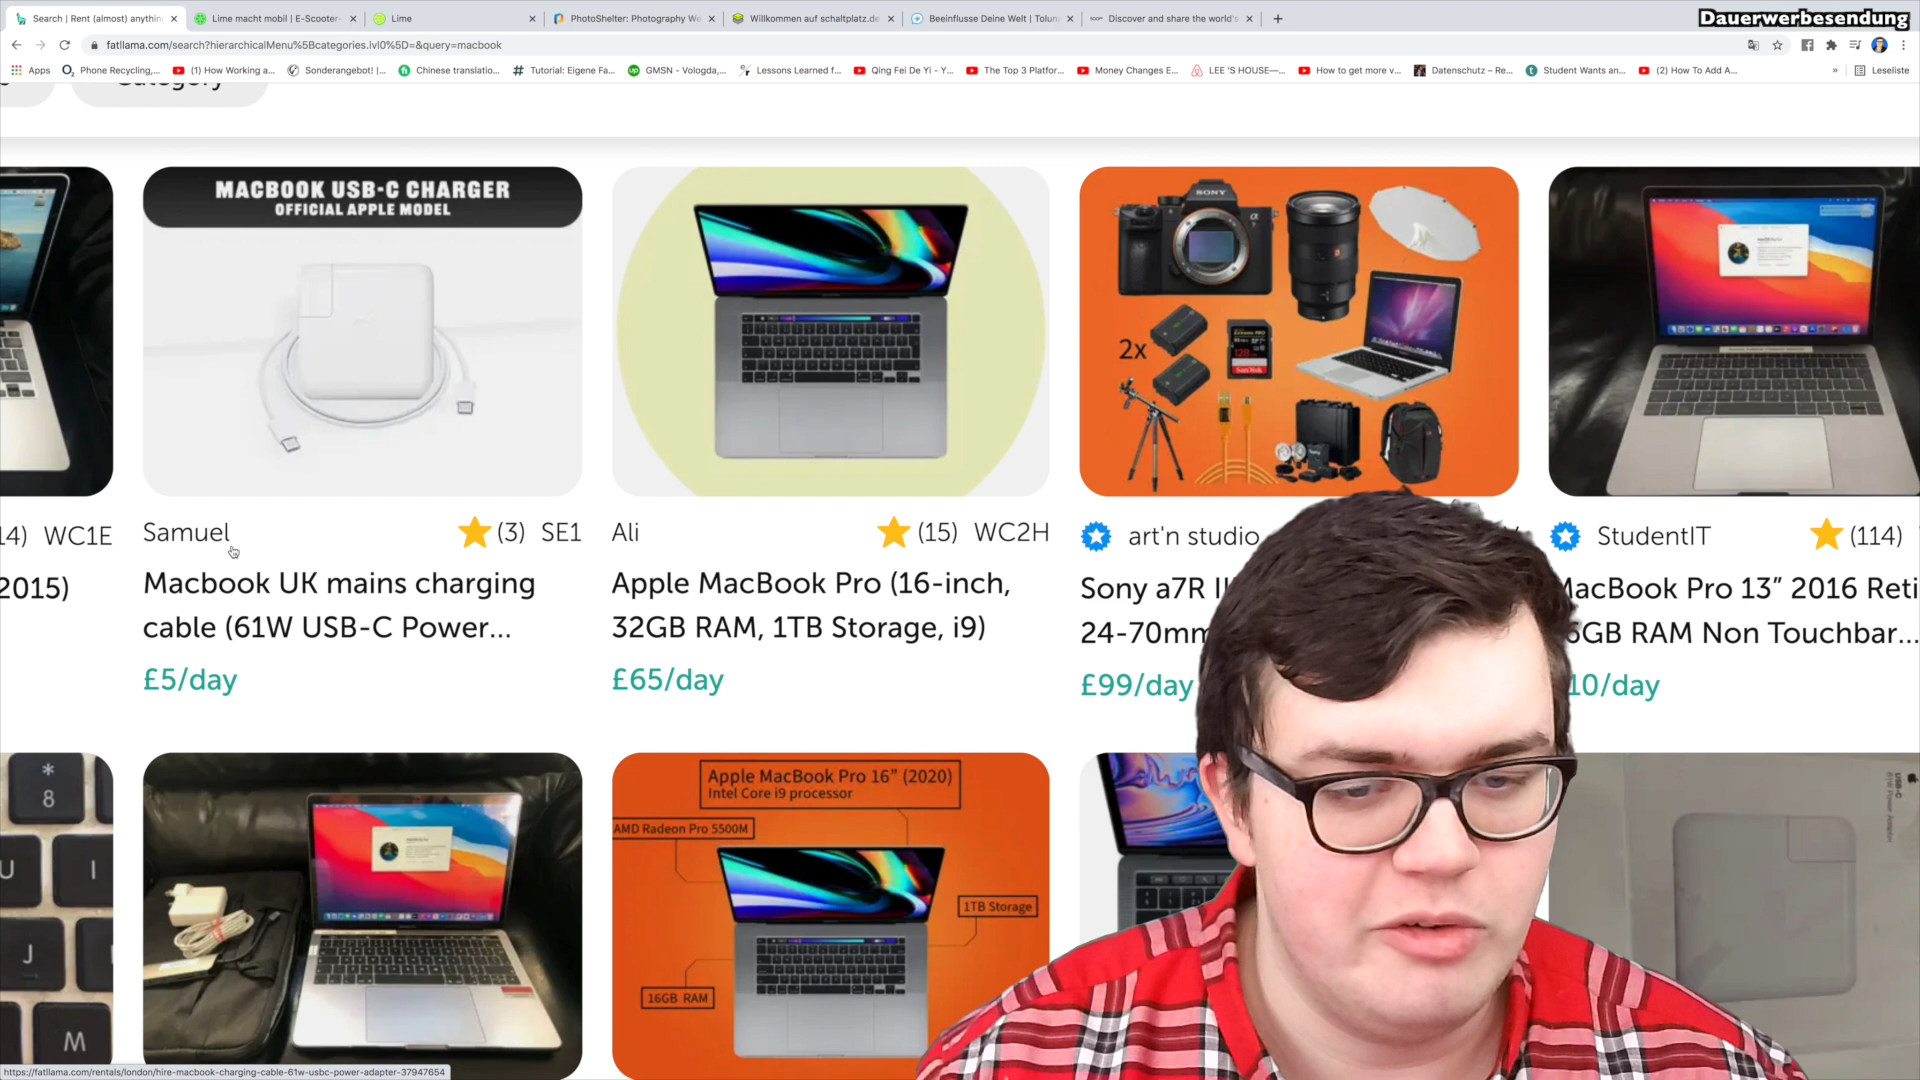 Search | Rent (almost) anythin
Lime macht mobil | E-Scooter-
Lime
PhotoShelter: Photography We
Willkommen auf schaltplatz.de
Beeinflusse Deine Welt | Tolun
Discover and share the world's
Dauerwerbesendung
fatllama.com/search?hierarchicalMenu%5Bcategories.lvl0%5D=&query=macbook
Apps
Phone Recycling,...
(1) How Working a...
Sonderangebot! |...
Chinese translatio...
Tutorial: Eigene Fa...
GMSN - Vologda,...
Lessons Learned f...
Qing Fei De Yi - Y...
The Top 3 Platfor...
Money Changes E...
LEE 'S HOUSE—...
How to get more v...
Datenschutz – Re...
Student Wants an...
(2) How To Add A...
»
Leseliste
Category
MACBOOK USB-C CHARGER
OFFICIAL APPLE MODEL
SONY
2x
14) WC1E
Samuel (3) SE1
Ali (15) WC2H
art'n studio
StudentIT (114)
2015)
Macbook UK mains charging
cable (61W USB-C Power...
£5/day
Apple MacBook Pro (16-inch,
32GB RAM, 1TB Storage, i9)
£65/day
Sony a7R
24-70mm
£99/day
MacBook Pro 13” 2016 Reti
GB RAM Non Touchbar...
10/day
*
8
U
I
J
M
Apple MacBook Pro 16” (2020)
Intel Core i9 processor
AMD Radeon Pro 5500M
1TB Storage
16GB RAM
https://fatllama.com/rentals/london/hire-macbook-charging-cable-61w-usbc-power-adapter-37947654